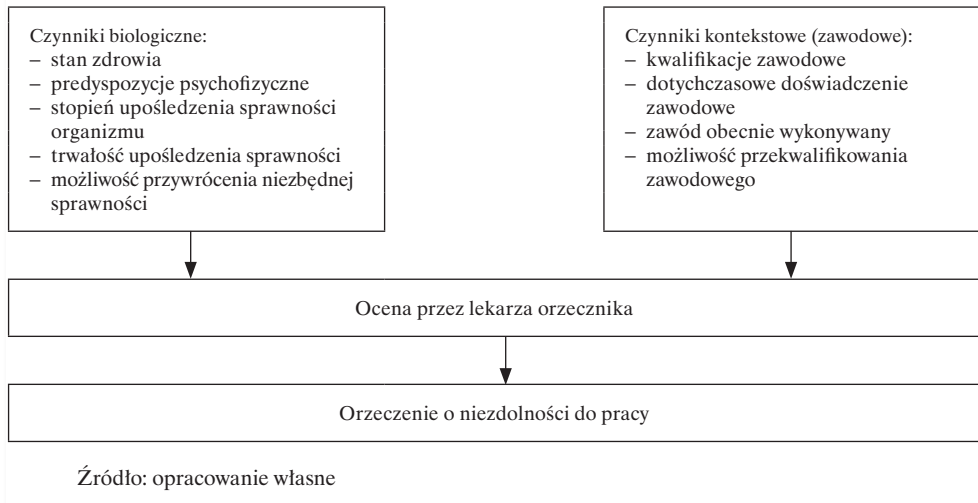 Czynniki biologiczne:
– stan zdrowia
– predyspozycje psychofizyczne
– stopień upośledzenia sprawności
organizmu
– trwałość upośledzenia sprawności
– możliwość przywrócenia niezbędnej
sprawności
Czynniki kontekstowe (zawodowe):
– kwalifikacje zawodowe
– dotychczasowe doświadczenie
zawodowe
– zawód obecnie wykonywany
– możliwość przekwalifikowania
zawodowego
Ocena przez lekarza orzecznika
Orzeczenie o niezdolności do pracy
Źródło: opracowanie własne